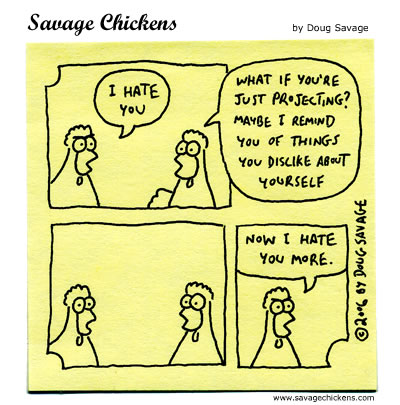 Savage Chickens
by Doug Savage
I HATE
YOU
WHAT IF YOU'RE
JUST PROJECTING?
MAYBE I REMIND
YOU OF THINGS
YOU DISLIKE ABOUT
YOURSELF
NOW I HATE
YOU MORE.
©2006 BY DOUG SAVAGE
www.savagechickens.com